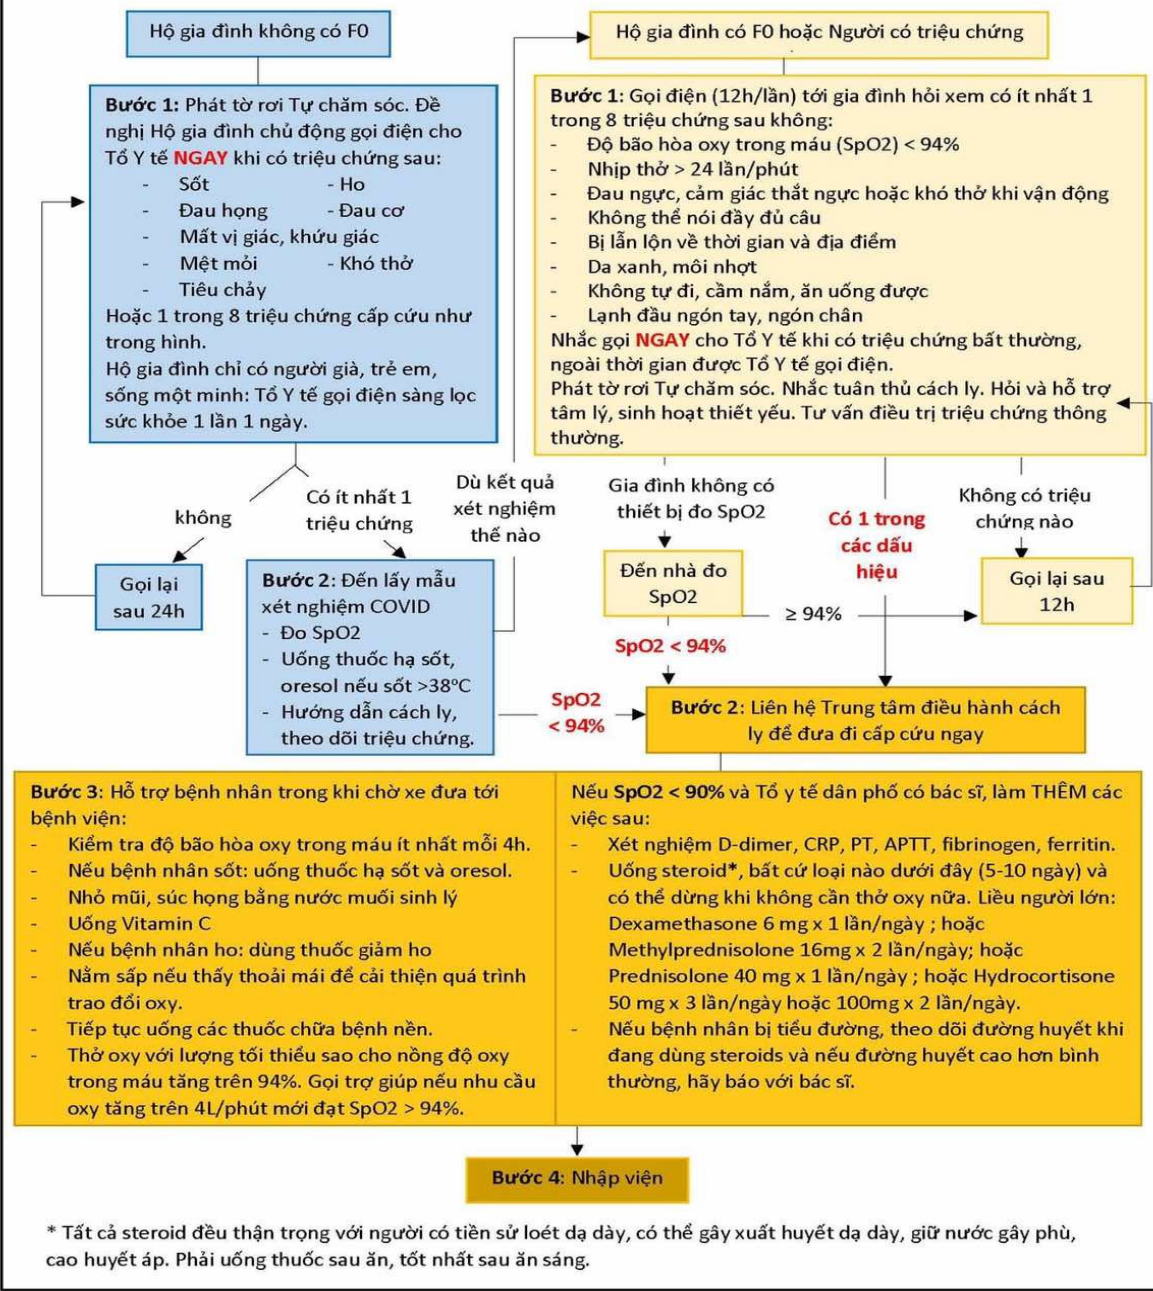 Hộ gia đình không có F0
Bước 1: Phát tờ rơi Tự chăm sóc. Đề
nghị Hộ gia đình chủ động gọi điện cho
Tổ Y tế NGAY khi có triệu chứng sau:
- Sốt - Ho
- Đau họng - Đau cơ
- Mất vị giác, khứu giác
- Mệt mỏi - Khó thở
- Tiêu chảy
Hoặc 1 trong 8 triệu chứng cấp cứu như
trong hình.
Hộ gia đình chỉ có người già, trẻ em,
sống một minh: Tổ Y tế gọi điện sàng lọc
sức khỏe 1 lần 1 ngày.
không
Có ít nhất 1
triệu chứng
Dù kết quả
xét nghiệm
thế nào
Gọi lại
sau 24h
Bước 2: Đến lấy mẫu
xét nghiệm COVID
- Đo SpO2
- Uống thuốc hạ sốt,
oresol nếu sốt >38°C
- Hướng dẫn cách ly,
theo dõi triệu chứng.
SpO2
< 94%
Hộ gia đình có F0 hoặc Người có triệu chứng
Bước 1: Gọi điện (12h/lần) tới gia đình hỏi xem có ít nhất 1
trong 8 triệu chứng sau không:
- Độ bão hòa oxy trong máu (SpO2) < 94%
- Nhịp thở > 24 lần/phút
- Đau ngực, cảm giác thắt ngực hoặc khó thở khi vận động
- Không thể nói đầy đủ câu
- Bị lẫn lộn về thời gian và địa điểm
- Da xanh, môi nhợt
- Không tự đi, cầm nắm, ăn uống được
- Lạnh đầu ngón tay, ngón chân
Nhắc gọi NGAY cho Tổ Y tế khi có triệu chứng bất thường,
ngoài thời gian được Tổ Y tế gọi điện.
Phát tờ rơi Tự chăm sóc. Nhắc tuân thủ cách ly. Hỏi và hỗ trợ
tâm lý, sinh hoạt thiết yếu. Tư vấn điều trị triệu chứng thông
thường.
Gia đình không có
thiết bị đo SpO2
Có 1 trong
các dấu
hiệu
Không có triệu
chứng nào
Đến nhà đo
SpO2
≥ 94%
Gọi lại sau
12h
SpO2 < 94%
Bước 2: Liên hệ Trung tâm điều hành cách
ly để đưa đi cấp cứu ngay
Bước 3: Hỗ trợ bệnh nhân trong khi chờ xe đưa tới
bệnh viện:
- Kiểm tra độ bão hòa oxy trong máu ít nhất mỗi 4h.
- Nếu bệnh nhân sốt: uống thuốc hạ sốt và oresol.
- Nhỏ mũi, súc họng bằng nước muối sinh lý
- Uống Vitamin C
- Nếu bệnh nhân ho: dùng thuốc giảm ho
- Nằm sấp nếu thấy thoải mái để cải thiện quá trình
trao đổi oxy.
- Tiếp tục uống các thuốc chữa bệnh nền.
- Thở oxy với lượng tối thiểu sao cho nồng độ oxy
trong máu tăng trên 94%. Gọi trợ giúp nếu nhu cầu
oxy tăng trên 4L/phút mới đạt SpO2 > 94%.
Nếu SpO2 < 90% và Tổ y tế dân phố có bác sĩ, làm THÊM các
việc sau:
- Xét nghiệm D-dimer, CRP, PT, APTT, fibrinogen, ferritin.
- Uống steroid*, bất cứ loại nào dưới đây (5-10 ngày) và
có thể dừng khi không cần thở oxy nữa. Liều người lớn:
Dexamethasone 6 mg x 1 lần/ngày ; hoặc
Methylprednisolone 16mg x 2 lần/ngày; hoặc
Prednisolone 40 mg x 1 lần/ngày ; hoặc Hydrocortisone
50 mg x 3 lần/ngày hoặc 100mg x 2 lần/ngày.
- Nếu bệnh nhân bị tiểu đường, theo dõi đường huyết khi
đang dùng steroids và nếu đường huyết cao hơn bình
thường, hãy báo với bác sĩ.
Bước 4: Nhập viện
* Tất cả steroid đều thận trọng với người có tiền sử loét dạ dày, có thể gây xuất huyết dạ dày, giữ nước gây phù,
cao huyết áp. Phải uống thuốc sau ăn, tốt nhất sau ăn sáng.